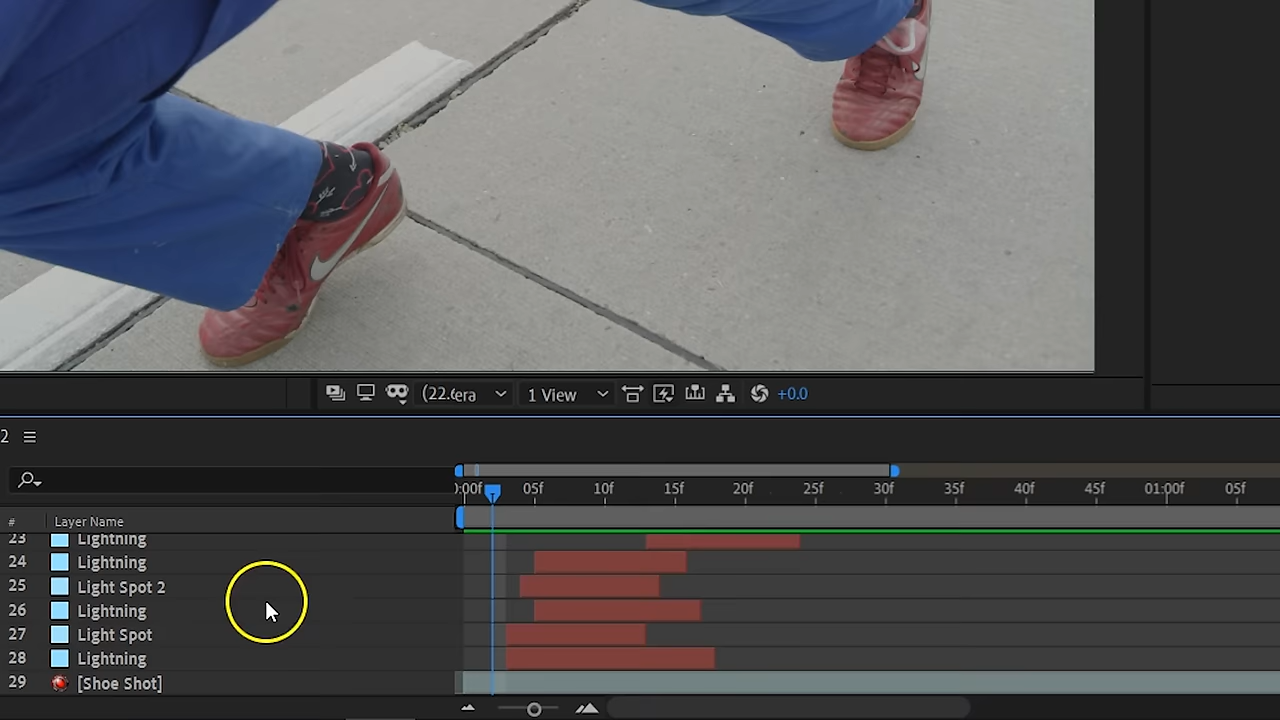 (22.6era 1 View +0.0
2
:00f 05f 10f 15f 20f 25f 30f 35f 40f 45f 01:00f 05f
# Layer Name
23 Lightning
24 Lightning
25 Light Spot 2
26 Lightning
27 Light Spot
28 Lightning
29 [Shoe Shot]